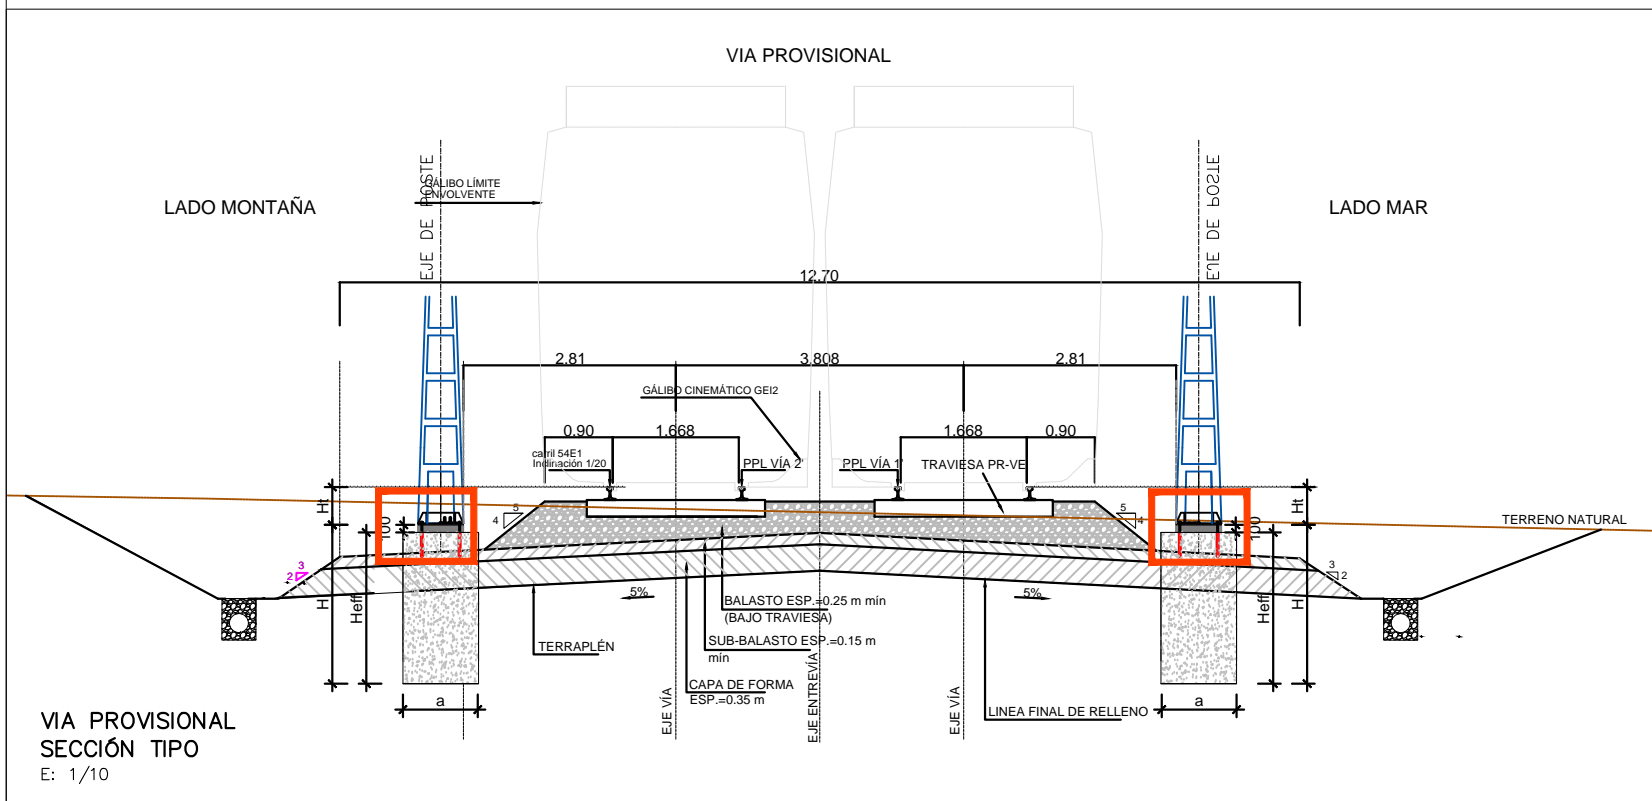 VIA PROVISIONAL
EJE DE POSTE
EJE DE POSTE
GÁLIBO LÍMITE
ENVOLVENTE
LADO MONTAÑA
LADO MAR
12.70
2.81
3.808
2.81
GÁLIBO CINEMÁTICO GEI2
0.90
1.668
1.668
0.90
carril 54E1
Inclinación 1/20
PPL VÍA 2'
PPL VÍA 1'
TRAVIESA PR-VE
Ht
100
5
4
5
4
100
Ht
TERRENO NATURAL
3
2
3
2
H
Heff
5%
5%
Heff
H
BALASTO ESP.=0.25 m mín
(BAJO TRAVIESA)
SUB-BALASTO ESP.=0.15 m
mín
TERRAPLÉN
CAPA DE FORMA
ESP.=0.35 m
LINEA FINAL DE RELLENO
EJE VÍA
EJE ENTREVÍA
EJE VÍA
a
a
VIA PROVISIONAL
SECCIÓN TIPO
E: 1/10